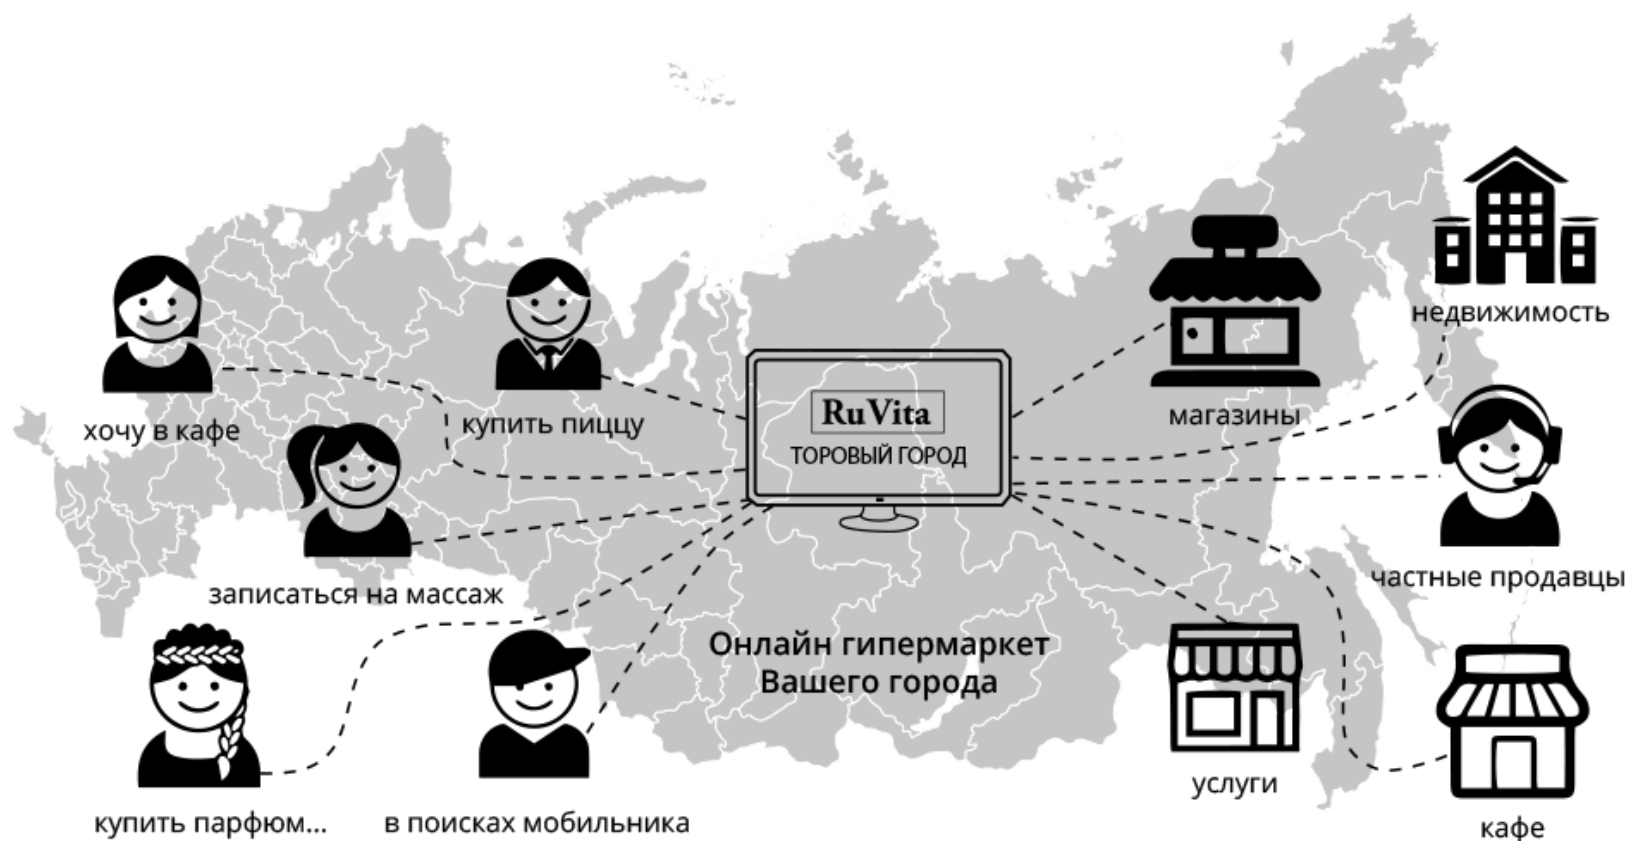 недвижимость
RuVita
ТОРОВЫЙ ГОРОД
хочу в кафе
купить пиццу
магазины
записаться на массаж
частные продавцы
Онлайн гипермаркет
Вашего города
купить парфюм...
в поисках мобильника
услуги
кафе